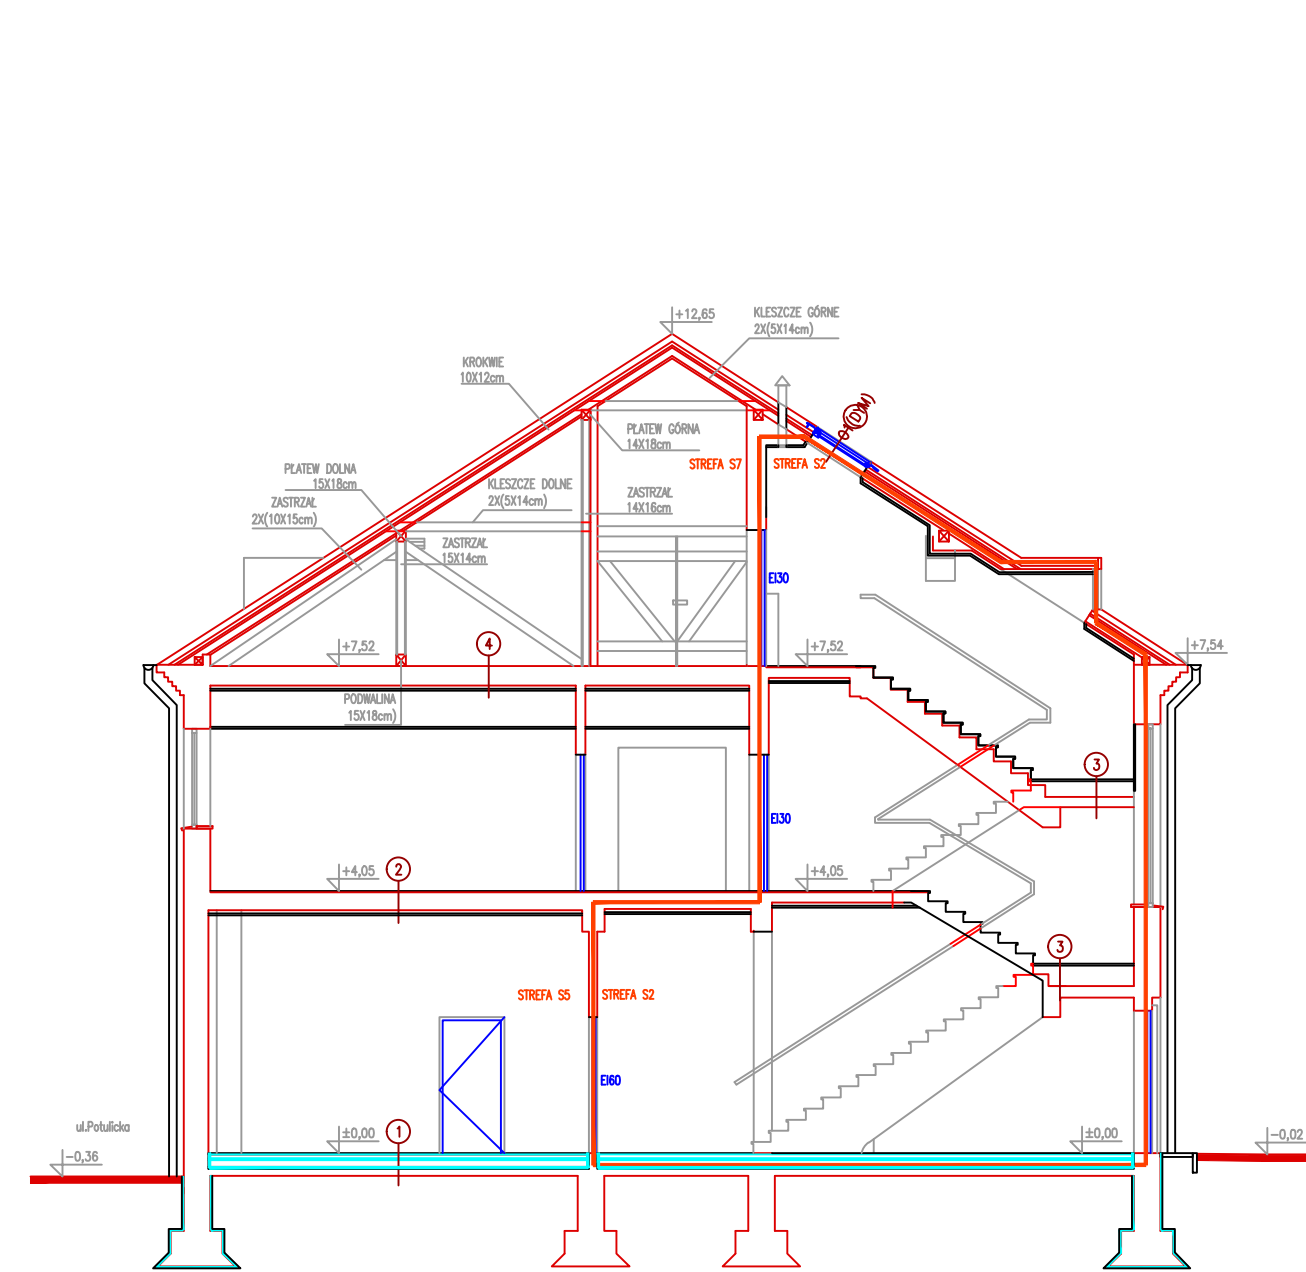 +12,65
KLESZCZE GÓRNE
2X(5X14cm)
KROKWIE
10X12cm
01(DYM)
PŁATEW GÓRNA
14X18cm
STREFA S7
STREFA S2
PŁATEW DOLNA
15X18cm
KLESZCZE DOLNE
2X(5X14cm)
ZASTRZAŁ
14X16cm
ZASTRZAŁ
2X(10X15cm)
ZASTRZAŁ
15X14cm
EI30
+7,52
4
+7,52
+7,54
PODWALINA
15X18cm)
3
EI30
+4,05
2
+4,05
3
STREFA S5
STREFA S2
EI60
ul.Potulicka
±0,00
1
±0,00
-0,36
-0,02